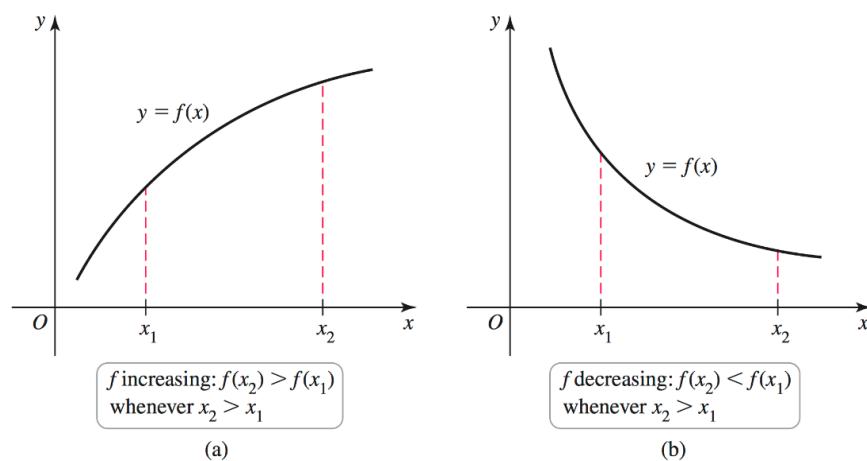 y
y = f(x)
O
x₁
x₂
x
f increasing: f(x₂) > f(x₁)
whenever x₂ > x₁
(a)
y
y = f(x)
O
x₁
x₂
x
f decreasing: f(x₂) < f(x₁)
whenever x₂ > x₁
(b)